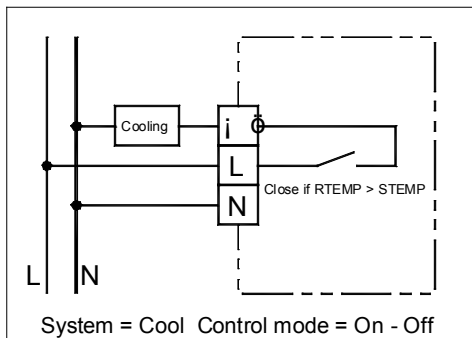 Cooling
¡ Ö
L
Close if RTEMP > STEMP
N
L N
System = Cool Control mode = On - Off